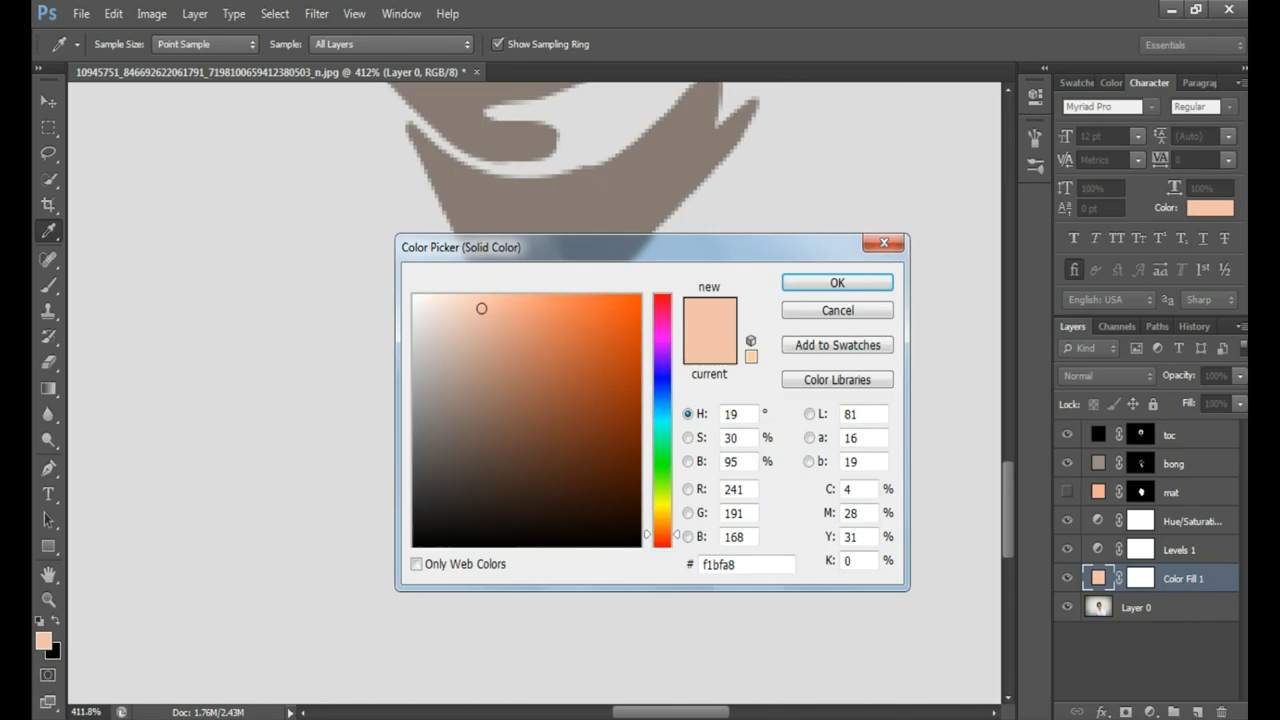 Ps File Edit Image Layer Type Select Filter View Window Help
Sample Size: Point Sample Sample: All Layers Show Sampling Ring Essentials
10945751_846692622061791_7198100659412380503_n.jpg @ 412% (Layer 0, RGB/8) *
Swatche Color Character Paragraj
Myriad Pro Regular
12 pt (Auto)
Metrics 0
100% 100%
0 pt Color:
English: USA Sharp
Color Picker (Solid Color)
new
current
OK
Cancel
Add to Swatches
Color Libraries
H: 19 ° L: 81
S: 30 % a: 16
B: 95 % b: 19
R: 241 C: 4 %
G: 191 M: 28 %
B: 168 Y: 31 %
# f1bfa8 K: 0 %
Only Web Colors
Layers Channels Paths History
Kind
Normal Opacity: 100%
Lock: Fill: 100%
toc
bong
mat
Hue/Saturati...
Levels 1
Color Fill 1
Layer 0
411.8% Doc: 1.76M/2.43M